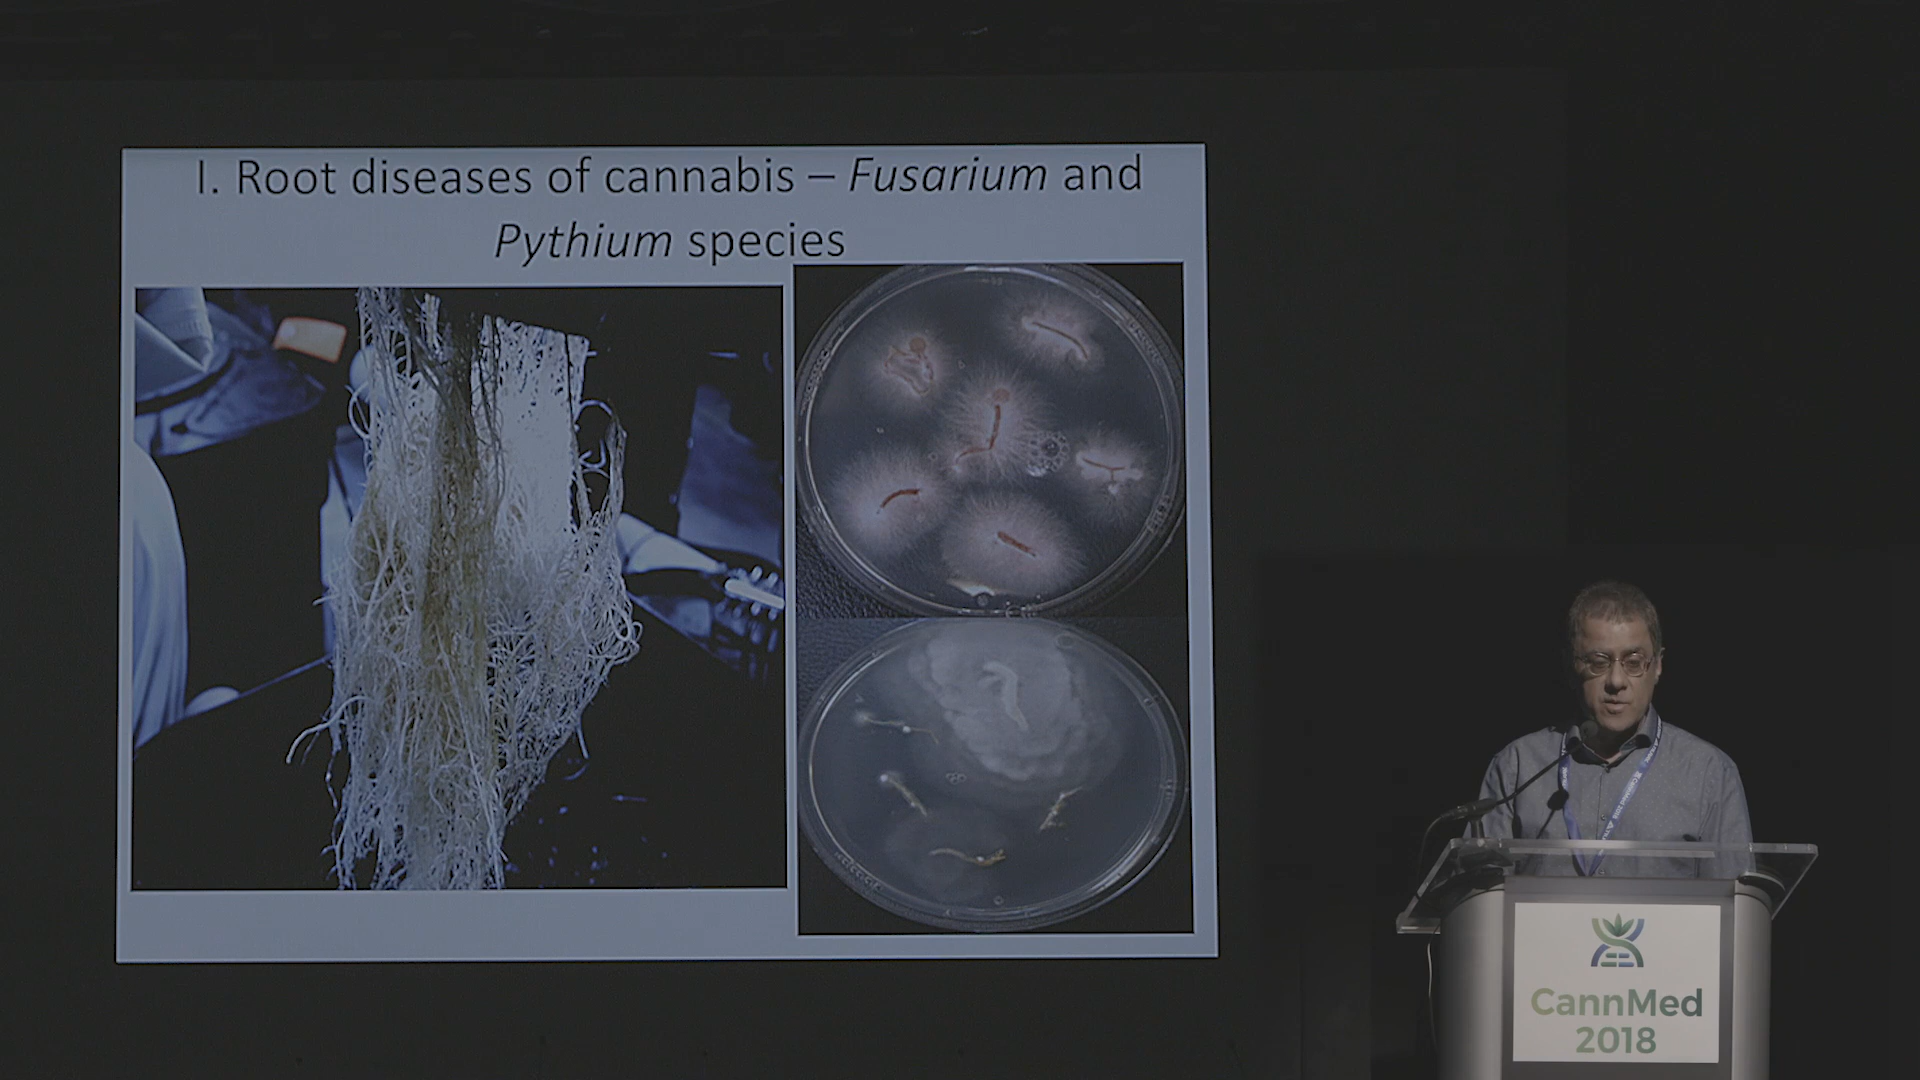 I. Root diseases of cannabis – Fusarium and
Pythium species
CannMed
2018